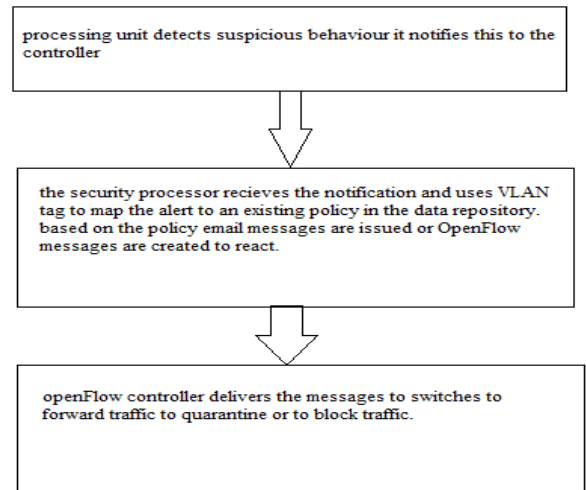 processing unit detects suspicious behaviour it notifies this to the
controller
the security processor recieves the notification and uses VLAN
tag to map the alert to an existing policy in the data repository.
based on the policy email messages are issued or OpenFlow
messages are created to react.
openFlow controller delivers the messages to switches to
forward traffic to quarantine or to block traffic.